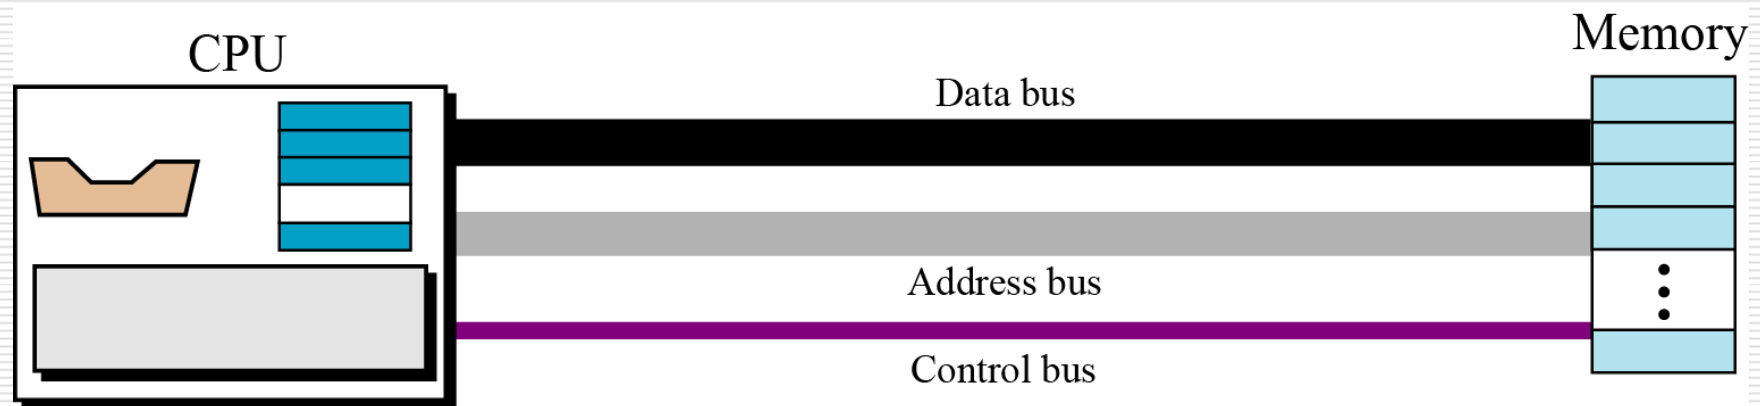 CPU
Memory
Data bus
Address bus
Control bus